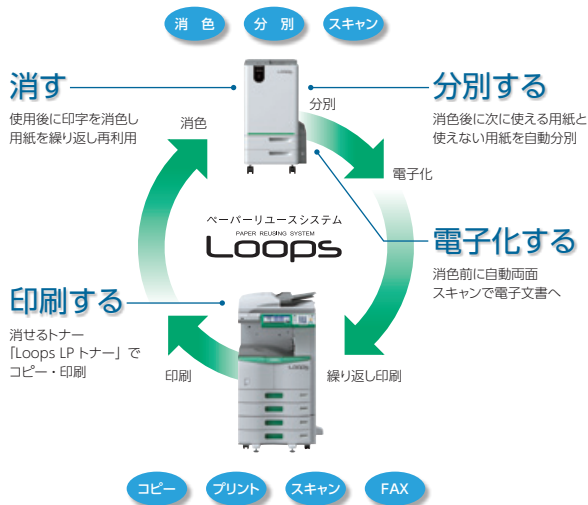 消 色
分 別
スキャン
消す
使用後に印字を消色し
用紙を繰り返し再利用
消色
分別
分別する
消色後に次に使える用紙と
使えない用紙を自動分別
電子化
ペーパーリユースシステム
PAPER REUSING SYSTEM
Loops
電子化する
消色前に自動両面
スキャンで電子文書へ
印刷する
消せるトナー
「Loops LP トナー」で
コピー・印刷
印刷
繰り返し印刷
LOOPS
コピー
プリント
スキャン
FAX